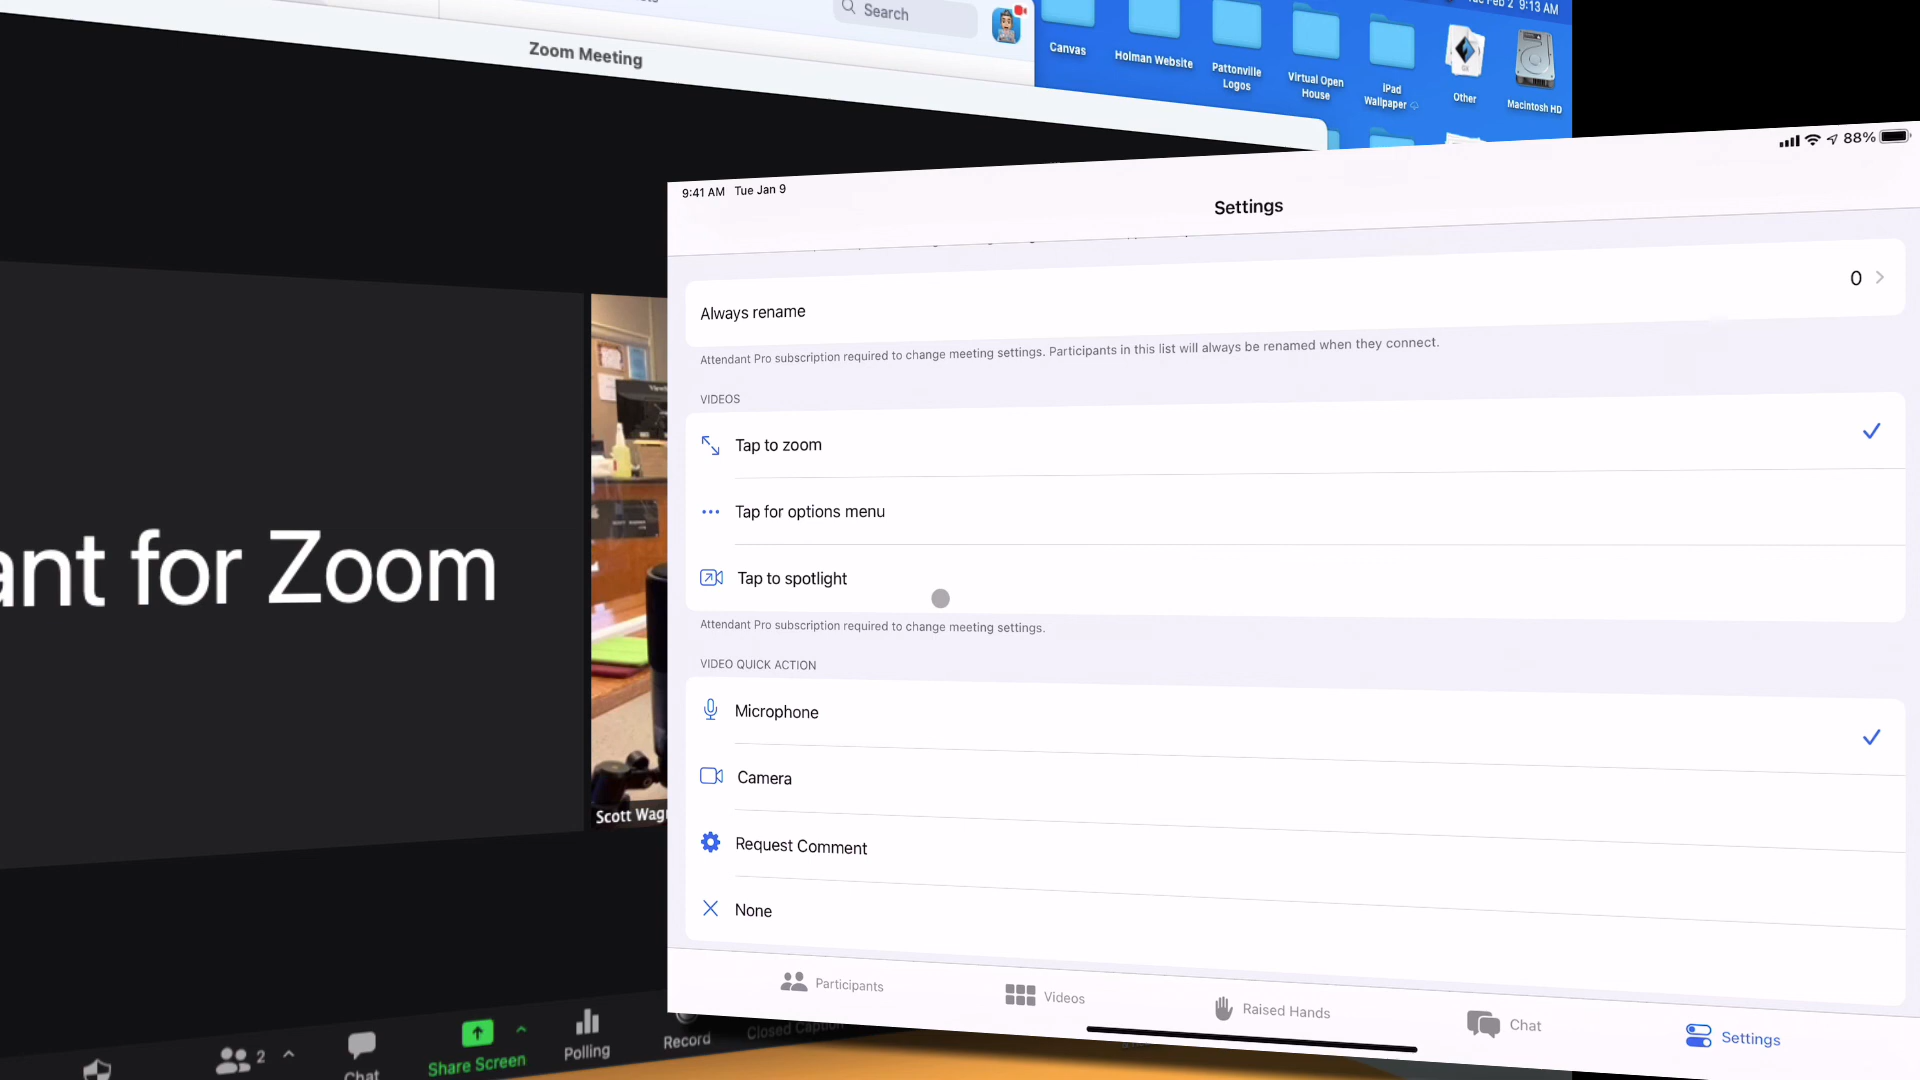 Search
Zoom Meeting
Feb 2 9:13 AM
Canvas
Holman Website
Pattonville
Logos
Virtual Open
House
iPad
Wallpaper
Other
Macintosh HD
9:41 AM Tue Jan 9
88%
Settings
Always rename
0
Attendant Pro subscription required to change meeting settings. Participants in this list will always be renamed when they connect.
VIDEOS
Tap to zoom
Tap for options menu
Tap to spotlight
Attendant Pro subscription required to change meeting settings.
VIDEO QUICK ACTION
Microphone
Camera
Request Comment
None
Participants
Videos
Raised Hands
Chat
Settings
ant for Zoom
Scott Wag
2
Chat
Share Screen
Polling
Record
Closed Caption